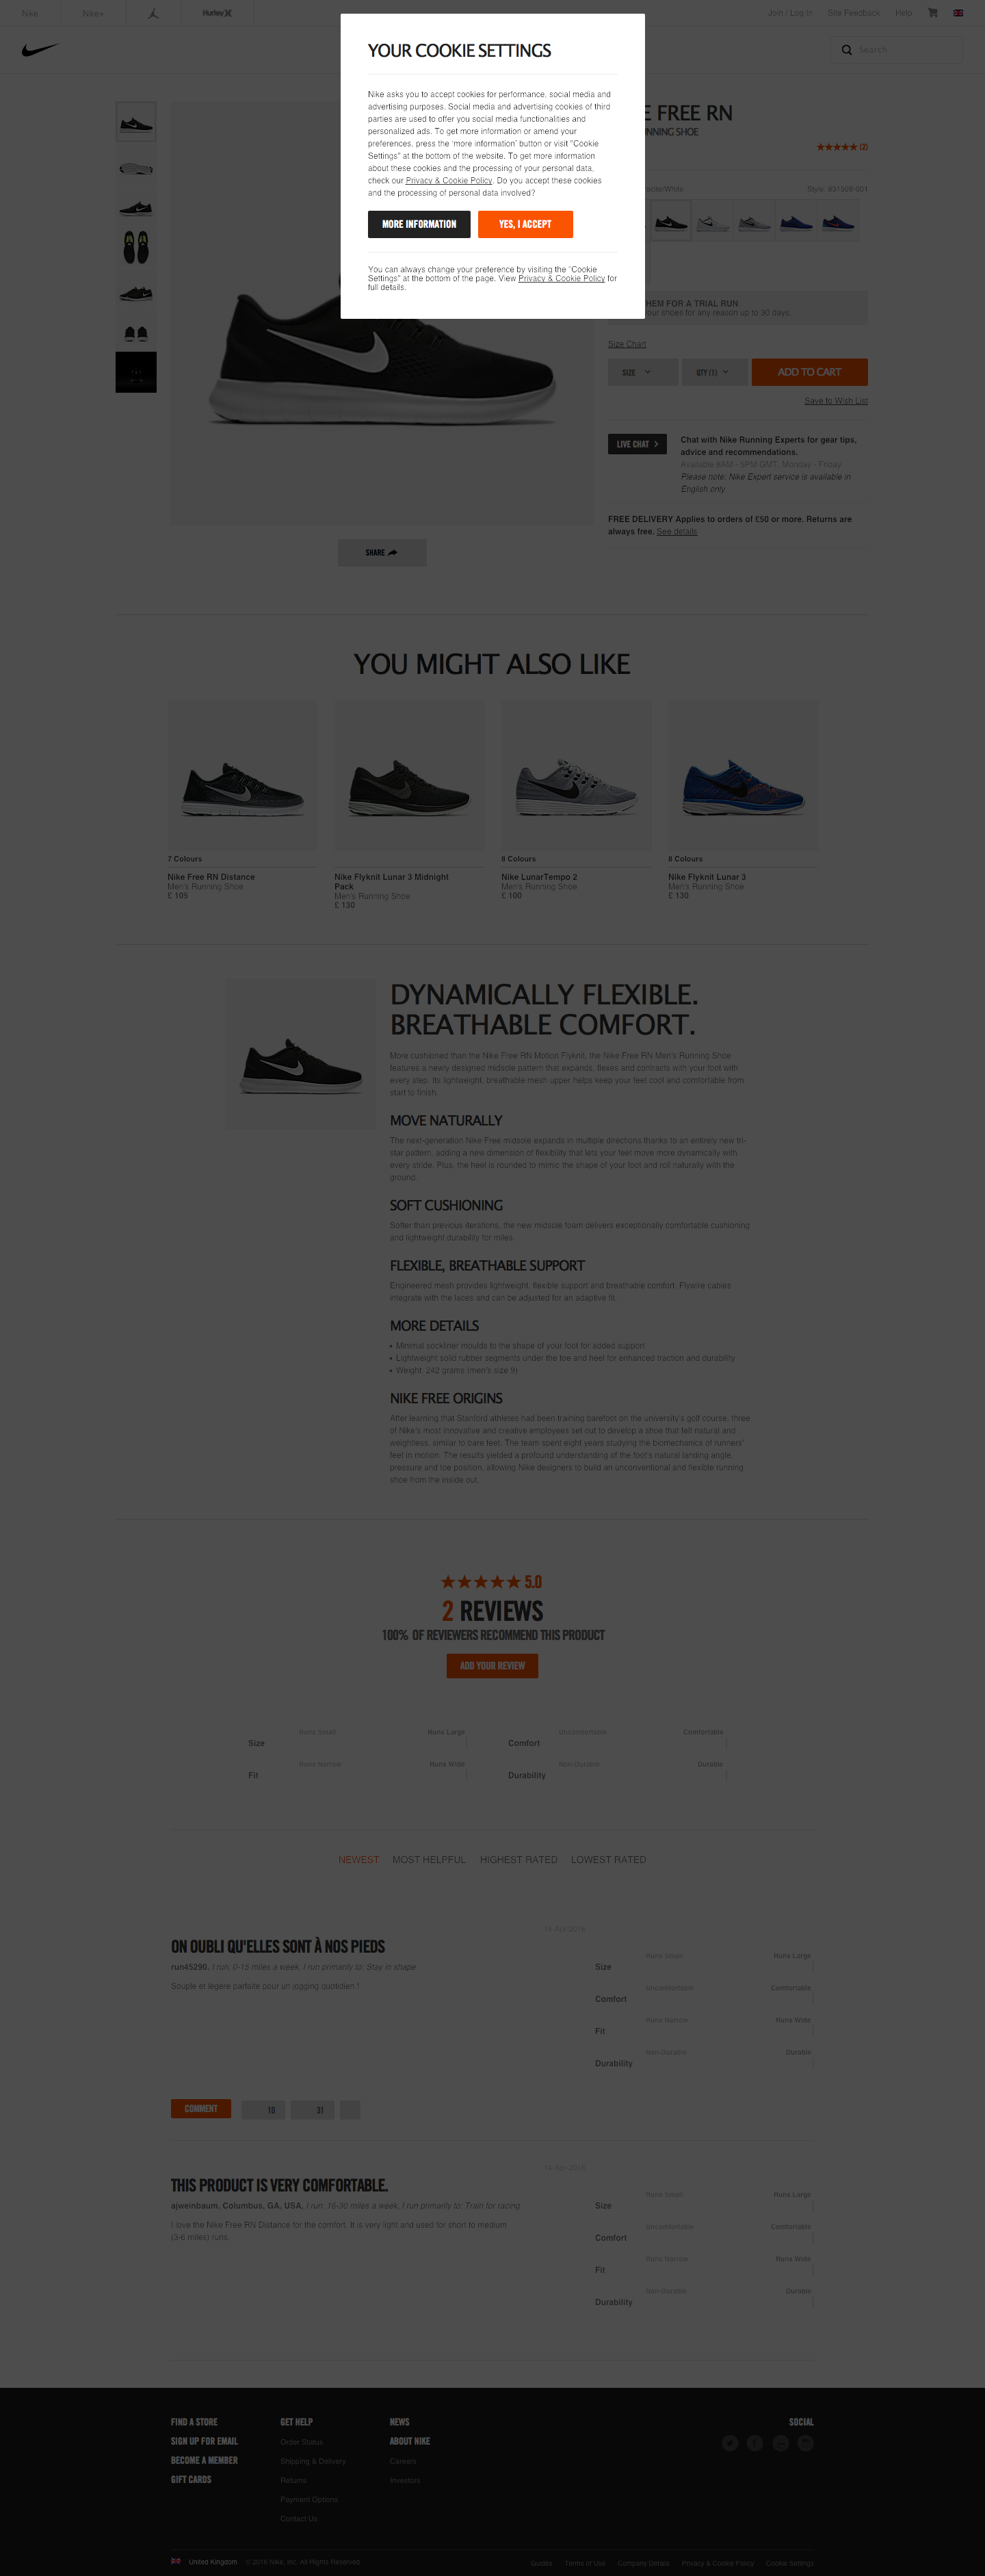 Nike
Nike+
Hurley
Join / Log In
Site Feedback
Help
Search
YOUR COOKIE SETTINGS
Nike asks you to accept cookies for performance, social media and
advertising purposes. Social media and advertising cookies of third
parties are used to offer you social media functionalities and
personalized ads. To get more information or amend your
preferences, press the 'more information' button or visit "Cookie
Settings" at the bottom of the website. To get more information
about these cookies and the processing of your personal data,
check our Privacy & Cookie Policy. Do you accept these cookies
and the processing of personal data involved?
MORE INFORMATION
YES, I ACCEPT
You can always change your preference by visiting the "Cookie
Settings" at the bottom of the page. View Privacy & Cookie Policy for
full details.
E FREE RN
UNNING SHOE
(2)
/White
Style: 831508-001
HEM FOR A TRIAL RUN
our shoes for any reason up to 30 days.
Size Chart
SIZE
QTY (1)
ADD TO CART
Save to Wish List
LIVE CHAT
Chat with Nike Running Experts for gear tips,
advice and recommendations.
Available 9AM - 5PM GMT, Monday - Friday
Please note: Nike Expert service is available in
English only
FREE DELIVERY Applies to orders of £50 or more. Returns are
always free. See details
SHARE
YOU MIGHT ALSO LIKE
7 Colours
Nike Free RN Distance
Men's Running Shoe
£ 105
Nike Flyknit Lunar 3 Midnight
Pack
Men's Running Shoe
£ 130
8 Colours
Nike LunarTempo 2
Men's Running Shoe
£ 100
8 Colours
Nike Flyknit Lunar 3
Men's Running Shoe
£ 130
DYNAMICALLY FLEXIBLE.
BREATHABLE COMFORT.
More cushioned than the Nike Free RN Motion Flyknit, the Nike Free RN Men's Running Shoe
features a newly designed midsole pattern that expands, flexes and contracts with your foot with
every step. Its lightweight, breathable mesh upper helps keep your feet cool and comfortable from
start to finish.
MOVE NATURALLY
The next-generation Nike Free midsole expands in multiple directions thanks to an entirely new tri-
star pattern, adding a new dimension of flexibility that lets your feet move more dynamically with
every stride. Plus, the heel is rounded to mimic the shape of your foot and roll naturally with the
ground.
SOFT CUSHIONING
Softer than previous iterations, the new midsole foam delivers exceptionally comfortable cushioning
and lightweight durability for miles.
FLEXIBLE, BREATHABLE SUPPORT
Engineered mesh provides lightweight, flexible support and breathable comfort. Flywire cables
integrate with the laces and can be adjusted for an adaptive fit.
MORE DETAILS
• Minimal sockliner moulds to the shape of your foot for added support
• Lightweight solid rubber segments under the toe and heel for enhanced traction and durability
• Weight: 242 grams (men's size 9)
NIKE FREE ORIGINS
After learning that Stanford athletes had been training barefoot on the university's golf course, three
of Nike's most innovative and creative employees set out to develop a shoe that felt natural and
weightless, similar to bare feet. The team spent eight years studying the biomechanics of runners'
feet in motion. The results yielded a profound understanding of the foot's natural landing angle,
pressure and toe position, allowing Nike designers to build an unconventional and flexible running
shoe from the inside out.
5.0
2 REVIEWS
100% OF REVIEWERS RECOMMEND THIS PRODUCT
ADD YOUR REVIEW
Runs Small
Runs Large
Size
Uncomfortable
Comfortable
Comfort
Runs Narrow
Runs Wide
Fit
Non-Durable
Durable
Durability
NEWEST
MOST HELPFUL
HIGHEST RATED
LOWEST RATED
ON OUBLI QU'ELLES SONT À NOS PIEDS
run45290, I run: 0-15 miles a week, I run primarily to: Stay in shape
Souple et légère parfaite pour un jogging quotidien !
Runs Small
Runs Large
Size
Uncomfortable
Comfortable
Comfort
Runs Narrow
Runs Wide
Fit
Non-Durable
Durable
Durability
COMMENT
18
31
THIS PRODUCT IS VERY COMFORTABLE.
ajweinbaum, Columbus, GA, USA, I run: 16-30 miles a week, I run primarily to: Train for racing
I love the Nike Free RN Distance for the comfort. It is very light and used for short to medium
(3-6 miles) runs.
Runs Small
Runs Large
Size
Uncomfortable
Comfortable
Comfort
Runs Narrow
Runs Wide
Fit
Non-Durable
Durable
Durability
FIND A STORE
SIGN UP FOR EMAIL
BECOME A MEMBER
GIFT CARDS
GET HELP
Order Status
Shipping & Delivery
Returns
Payment Options
Contact Us
NEWS
ABOUT NIKE
Careers
Investors
SOCIAL
United Kingdom
© 2016 Nike, Inc. All Rights Reserved
Guides
Terms of Use
Company Details
Privacy & Cookie Policy
Cookie Settings